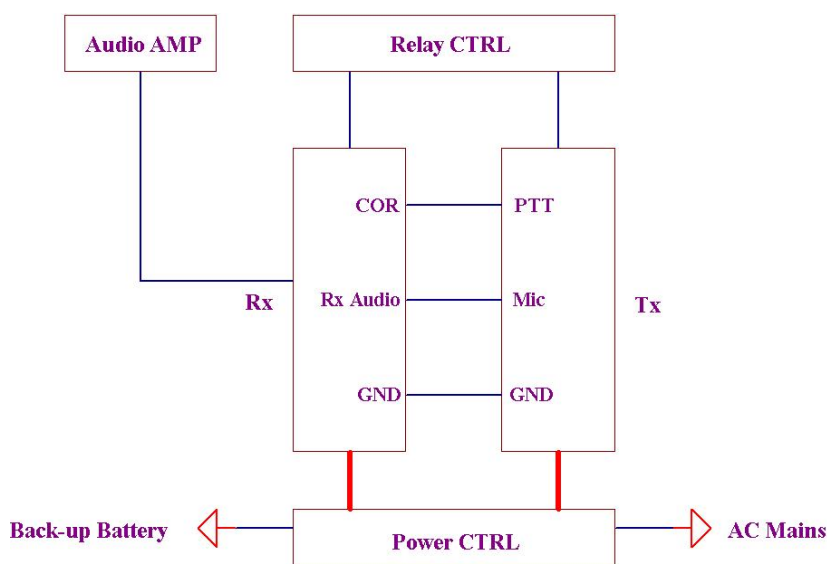 Audio AMP
Relay CTRL
COR
PTT
Rx
Rx Audio
Mic
Tx
GND
GND
Back-up Battery
Power CTRL
AC Mains